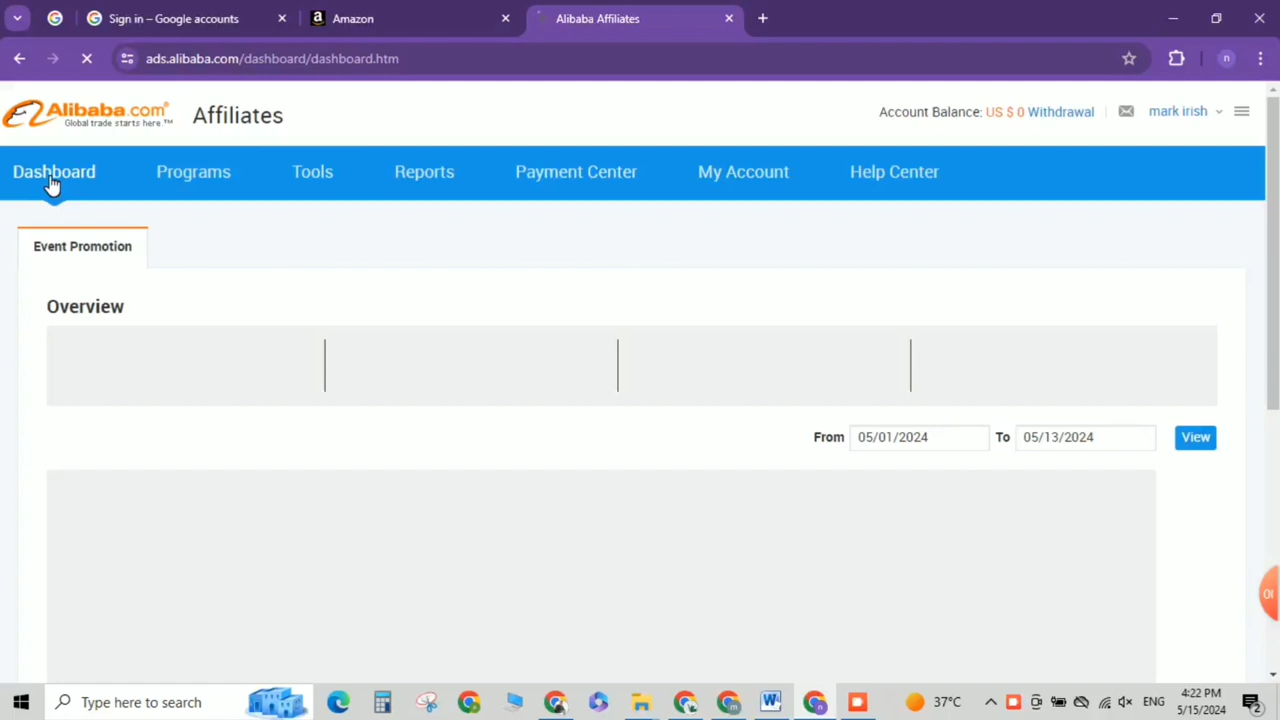 Sign in – Google accounts
Amazon
Alibaba Affiliates
ads.alibaba.com/dashboard/dashboard.htm
n
Alibaba.com®
Global trade starts here.™
Affiliates
Account Balance: US $ 0 Withdrawal
mark irish
Dashboard
Programs
Tools
Reports
Payment Center
My Account
Help Center
Event Promotion
Overview
From 05/01/2024 To 05/13/2024 View
Type here to search
37°C
ENG
4:22 PM
5/15/2024
2